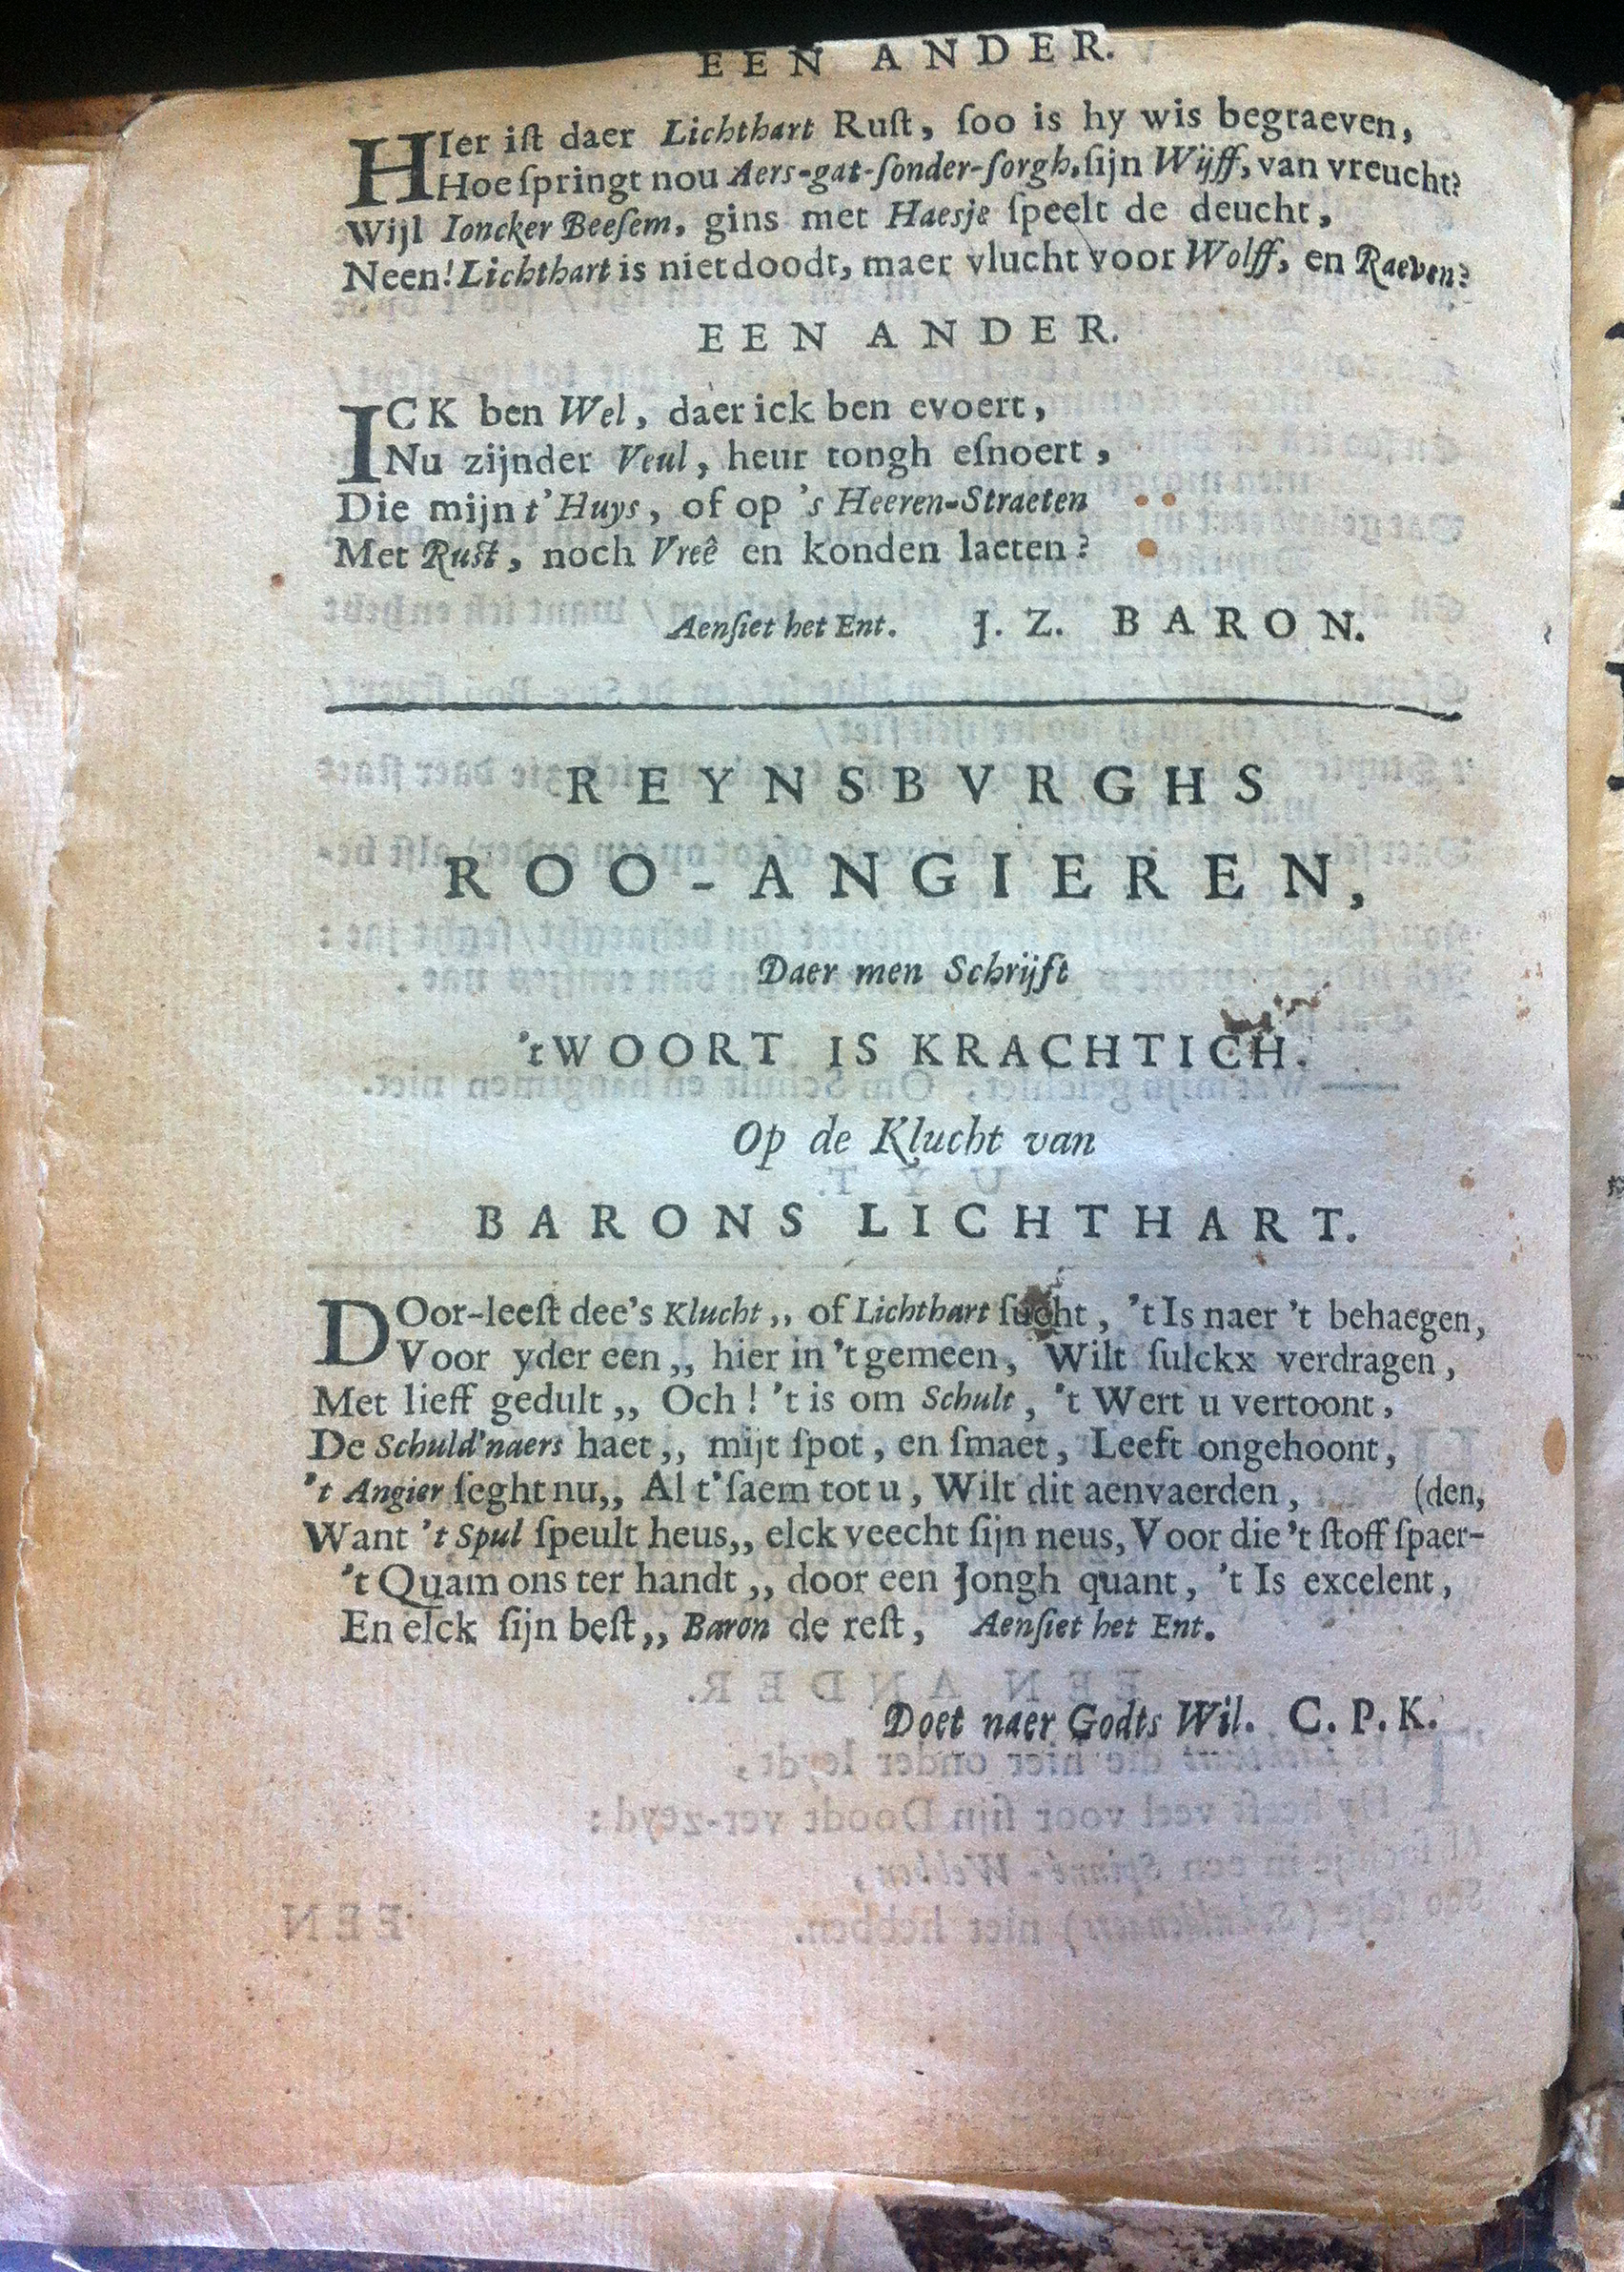 EEN ANDER.
HIer iſt daer Lichthart Ruſt, ſoo is hy wis begraeven,
Hoe ſpringt nou Aers-gat-ſonder-ſorgh, ſijn Wijff, van vreucht?
Wijl Ioncker Beeſem, gins met Haesje ſpeelt de deucht,
Neen! Lichthart is niet doodt, maer vlucht voor Wolff, en Raeven?
EEN ANDER.
ICK ben Wel, daer ick ben evoert,
Nu zijnder Veul, heur tongh eſnoert,
Die mijn t'Huys, of op 's Heeren-Straeten
Met Ruſt, noch Vreê en konden laeten?
Aenſiet het Ent. J. Z. BARON.
REYNSBVRGHS
ROO-ANGIEREN,
Daer men Schrijft
'tWOORT IS KRACHTICH.
Op de Klucht van
BARONS LICHTHART.
DOor-leeſt dee's Klucht,, of Lichthart ſucht, 't Is naer 't behaegen,
Voor yder een,, hier in 't gemeen, Wilt ſulckx verdragen,
Met lieff gedult,, Och! 't is om Schult, 't Wert u vertoont,
De Schuld'naers haet,, mijt ſpot, en ſmaet, Leeft ongehoont,
't Angier ſeght nu,, Al t'ſaem tot u, Wilt dit aenvaerden, (den,
Want 't Spul ſpeult heus,, elck veecht ſijn neus, Voor die 't ſtoff ſpaer-
't Quam ons ter handt,, door een Jongh quant, 't Is excelent,
En elck ſijn beſt,, Baron de reſt, Aenſiet het Ent.
Doet naer Godts Wil. C. P. K.